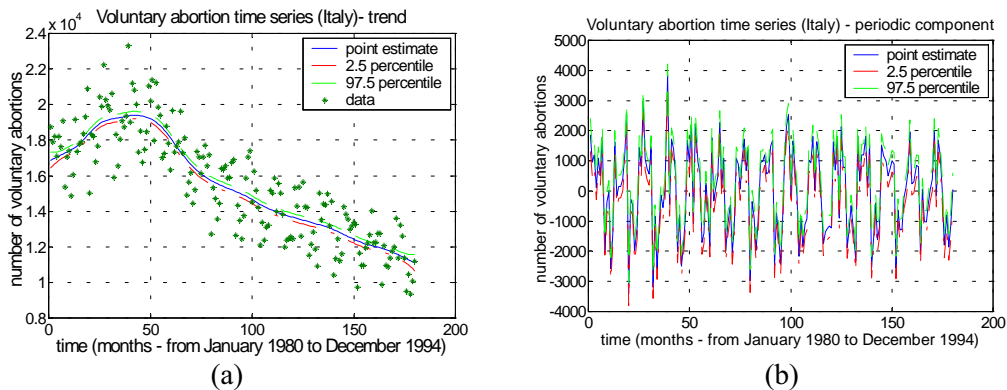 x 10⁴
Voluntary abortion time series (Italy)- trend
2.4
2.2
2.0
1.8
1.6
1.4
1.2
1.0
0.8
0
50
100
150
200
number of voluntary abortions
time (months - from January 1980 to December 1994)
point estimate
2.5 percentile
97.5 percentile
data
(a)
Voluntary abortion time series (Italy) - periodic component
5000
4000
3000
2000
1000
0
-1000
-2000
-3000
-4000
0
50
100
150
200
number of voluntary abortions
time (months - from January 1980 to December 1994)
point estimate
2.5 percentile
97.5 percentile
(b)